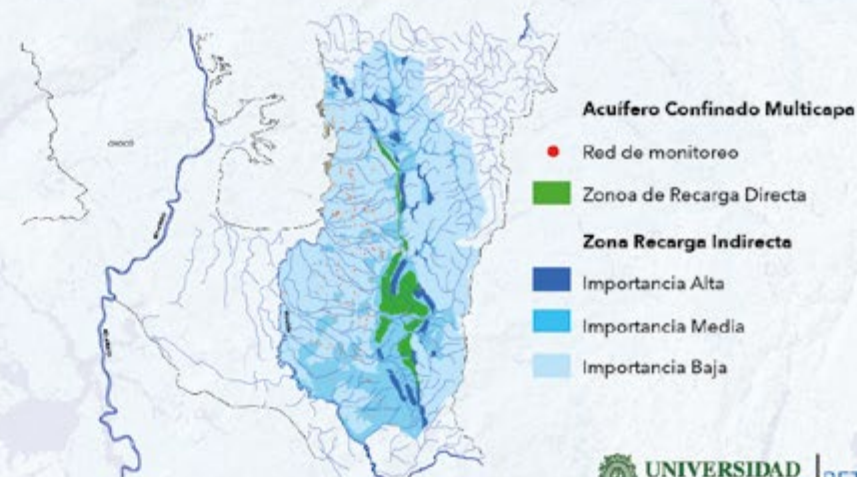 CHOCÓ
Acuífero Confinado Multicapa
Red de monitoreo
Zonoa de Recarga Directa
Zona Recarga Indirecta
Importancia Alta
Importancia Media
Importancia Baja
UNIVERSIDAD